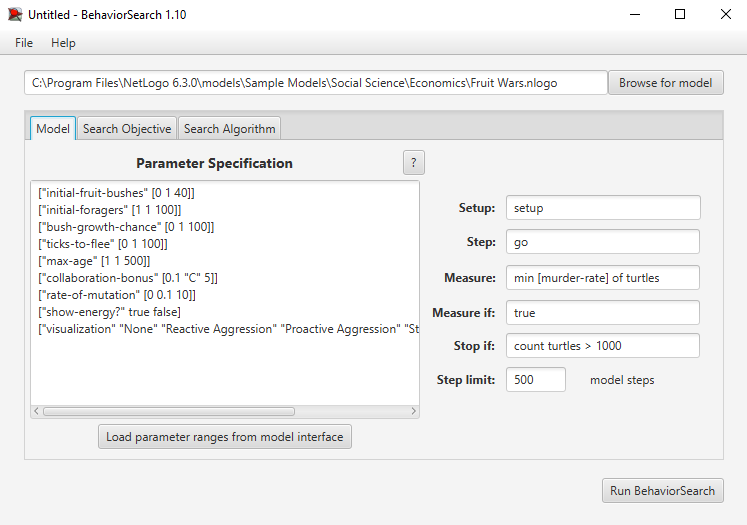 Untitled - BehaviorSearch 1.10
File Help
C:\Program Files\NetLogo 6.3.0\models\Sample Models\Social Science\Economics\Fruit Wars.nlogo Browse for model
Model Search Objective Search Algorithm
Parameter Specification ?
["initial-fruit-bushes" [0 1 40]]
["initial-foragers" [1 1 100]]
["bush-growth-chance" [0 1 100]]
["ticks-to-flee" [0 1 100]]
["max-age" [1 1 500]]
["collaboration-bonus" [0.1 "C" 5]]
["rate-of-mutation" [0 0.1 10]]
["show-energy?" true false]
["visualization" "None" "Reactive Aggression" "Proactive Aggression" "St
Load parameter ranges from model interface
Setup: setup
Step: go
Measure: min [murder-rate] of turtles
Measure if: true
Stop if: count turtles > 1000
Step limit: 500 model steps
Run BehaviorSearch